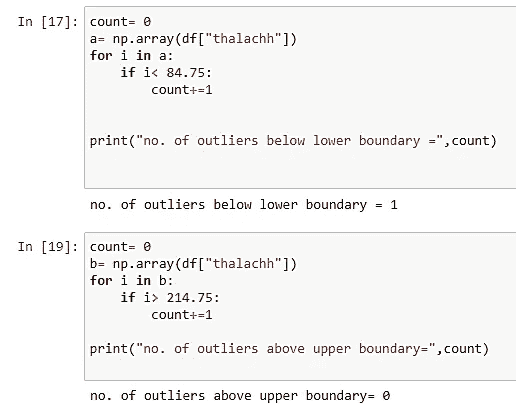 In [17]: count= 0
a= np.array(df["thalachh"])
for i in a:
    if i< 84.75:
        count+=1
print("no. of outliers below lower boundary =",count)
no. of outliers below lower boundary = 1
In [19]: count= 0
b= np.array(df["thalachh"])
for i in b:
    if i> 214.75:
        count+=1
print("no. of outliers above upper boundary=",count)
no. of outliers above upper boundary= 0